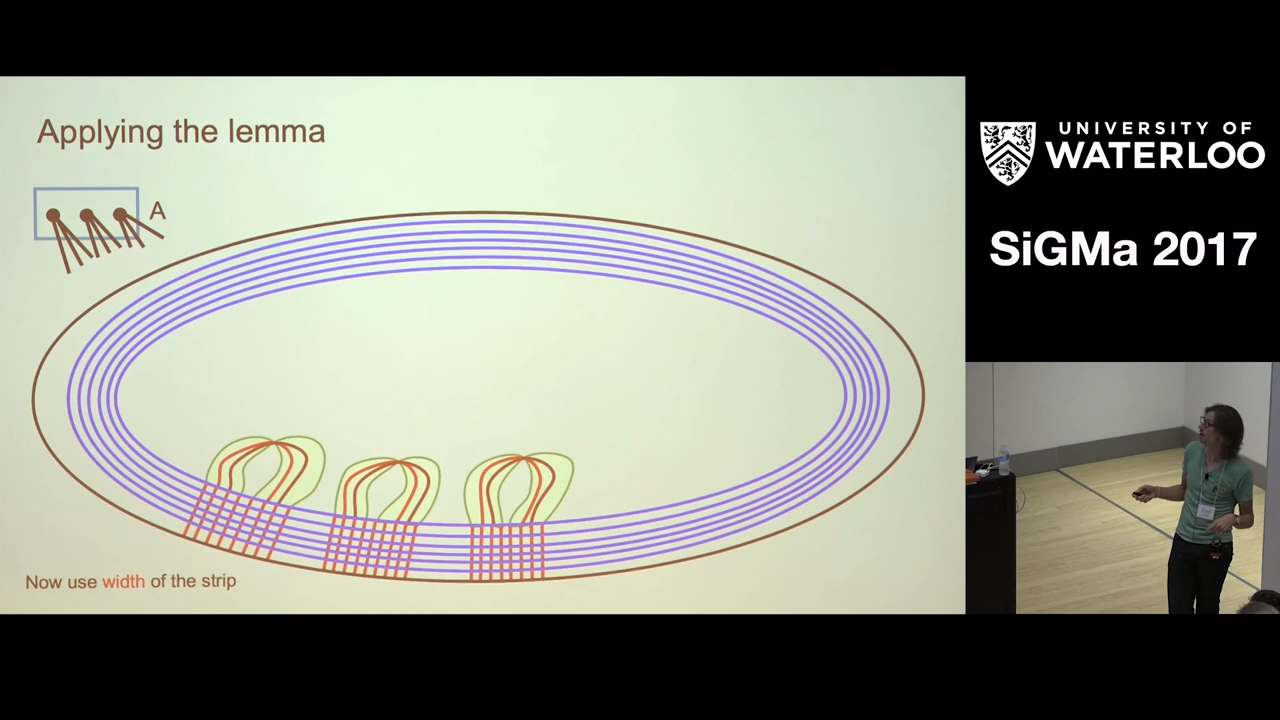 Applying the lemma
A
Now use width of the strip
UNIVERSITY OF
WATERLOO
SiGMa 2017